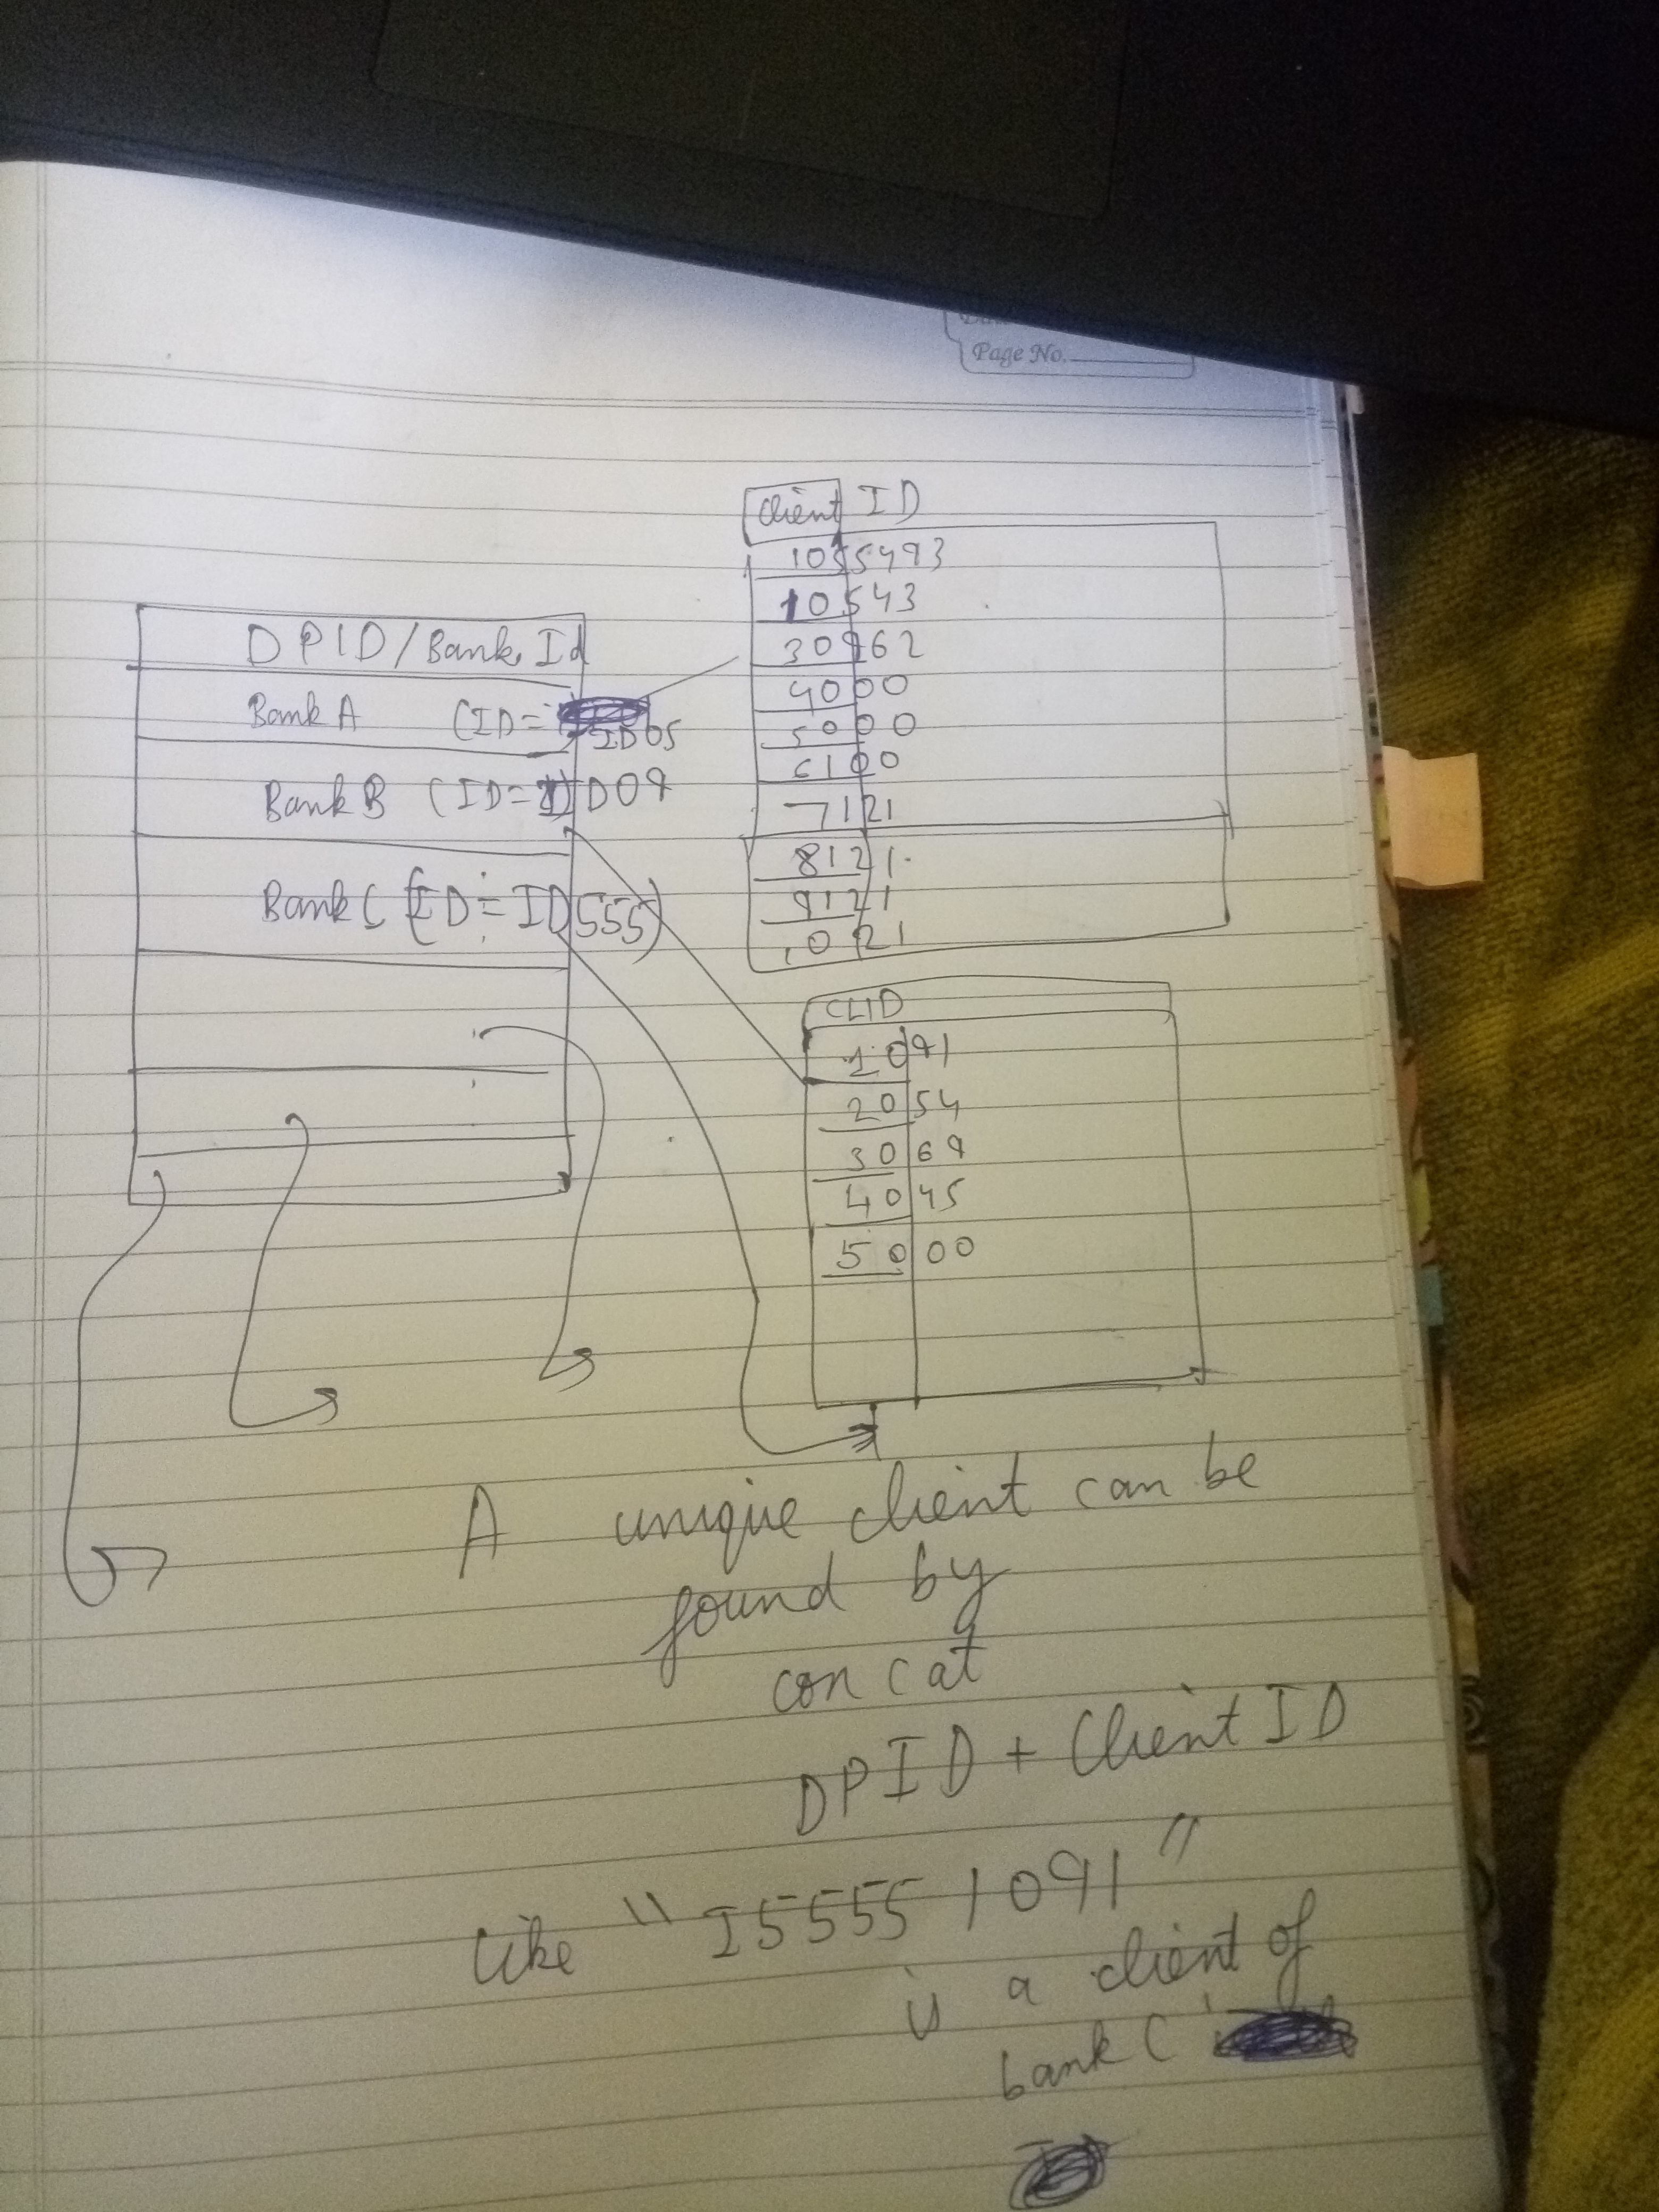 Page No.
Client ID
1055493
10543
30962
4000
5000
6100
7121
8121
9121
1021
DPID/Bank Id
Bank A (ID= ID05
Bank B (ID= ID09
Bank C (ID = ID555)
CLID
1091
2054
3069
4045
5000
A unique client can be
found by
concat
DPID + Client ID
like "I5555 1091"
is a client of
bank C